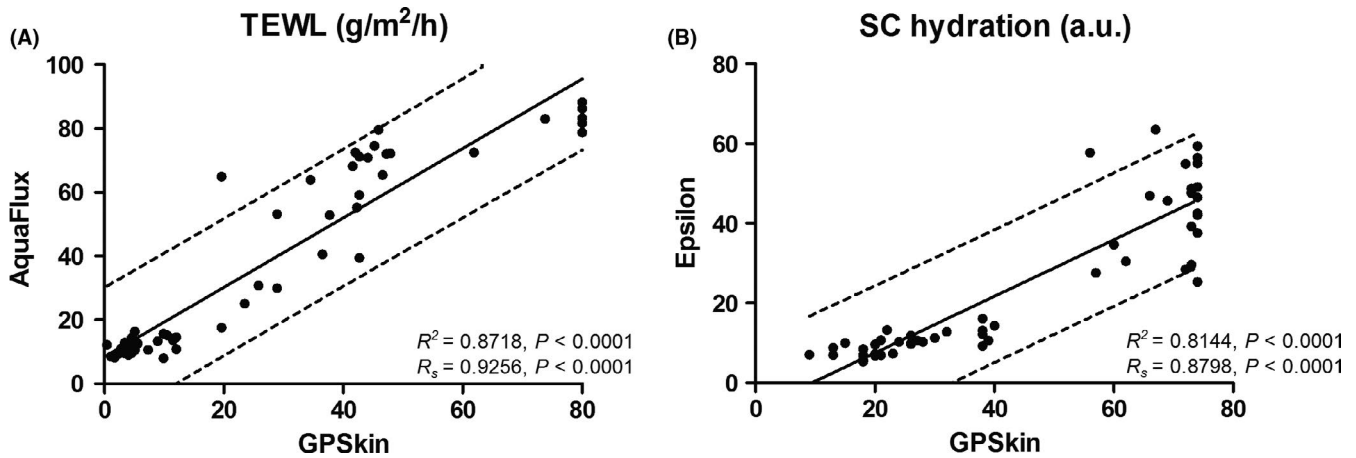 (A)
TEWL (g/m²/h)
AquaFlux
100
80
60
40
20
0
R² = 0.8718, P < 0.0001
Rₛ = 0.9256, P < 0.0001
0 20 40 60 80
GPSkin
(B)
SC hydration (a.u.)
Epsilon
80
60
40
20
0
R² = 0.8144, P < 0.0001
Rₛ = 0.8798, P < 0.0001
0 20 40 60 80
GPSkin